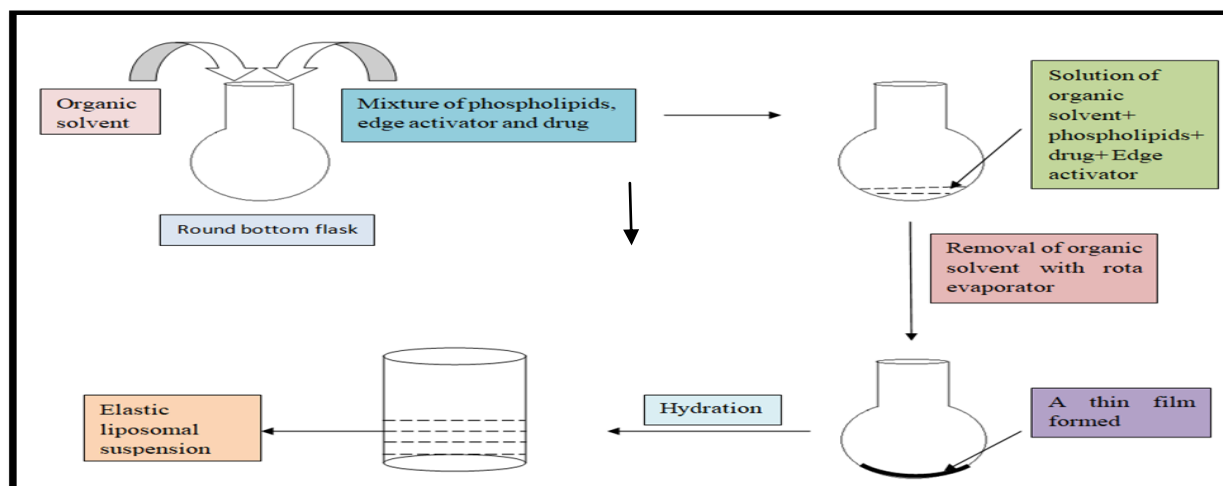 Organic
solvent
Mixture of phospholipids,
edge activator and drug
Round bottom flask
Solution of
organic
solvent+
phospholipids+
drug+ Edge
activator
Removal of organic
solvent with rota
evaporator
A thin film
formed
Hydration
Elastic
liposomal
suspension